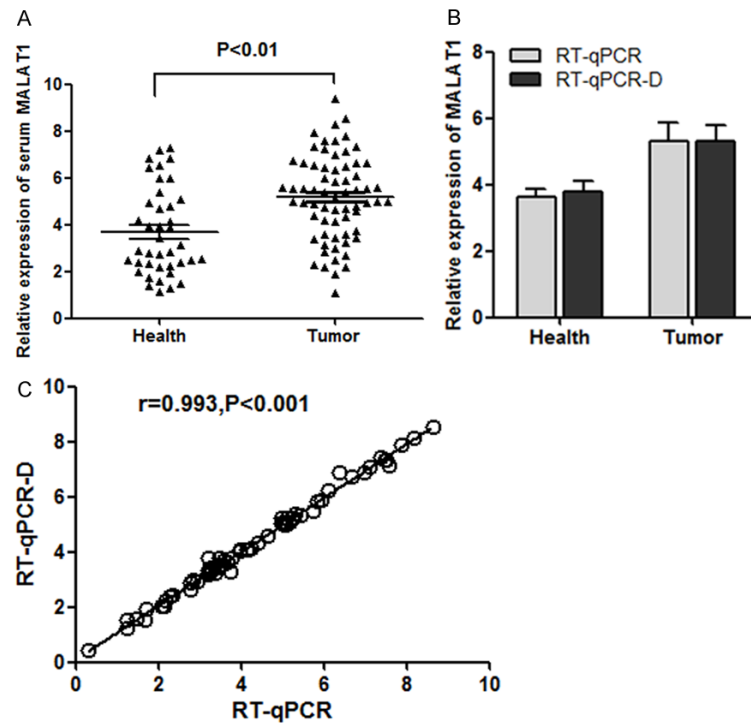 A
P<0.01
Relative expression of serum MALAT1
10
8
6
4
2
0
Health
Tumor
B
Relative expression of MALAT1
8
6
4
2
0
RT-qPCR
RT-qPCR-D
Health
Tumor
C
r=0.993,P<0.001
RT-qPCR-D
10
8
6
4
2
0
0
2
4
6
8
10
RT-qPCR